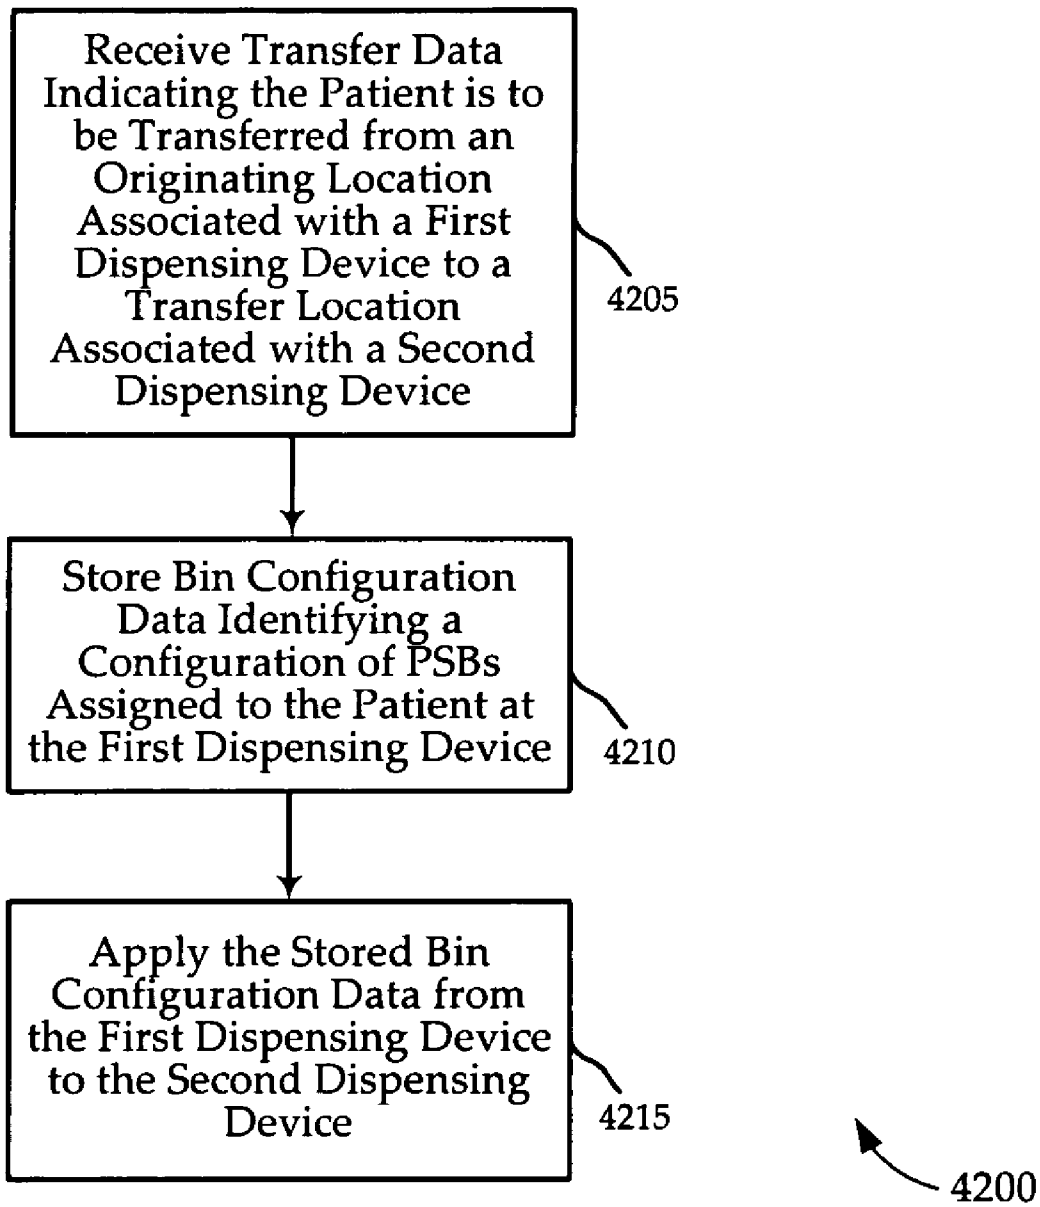 Receive Transfer Data
Indicating the Patient is to
be Transferred from an
Originating Location
Associated with a First
Dispensing Device to a
Transfer Location
Associated with a Second
Dispensing Device
4205
Store Bin Configuration
Data Identifying a
Configuration of PSBs
Assigned to the Patient at
the First Dispensing Device
4210
Apply the Stored Bin
Configuration Data from
the First Dispensing Device
to the Second Dispensing
Device
4215
4200